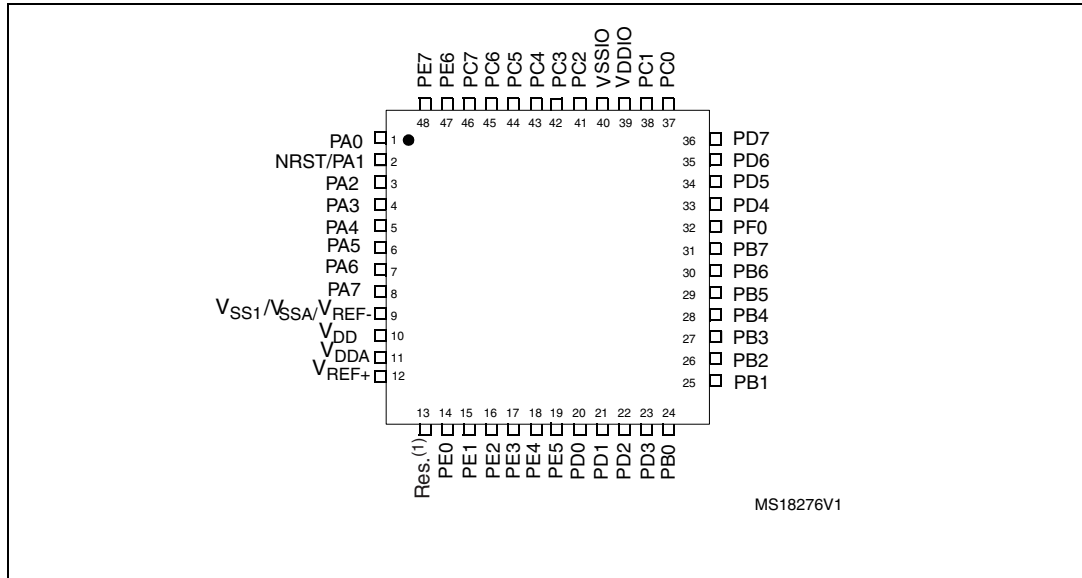 PE7 PE6 PC7 PC6 PC5 PC4 PC3 PC2 VSSIO VDDIO PC1 PC0
48 47 46 45 44 43 42 41 40 39 38 37
PA0 1
NRST/PA1 2
PA2 3
PA3 4
PA4 5
PA5 6
PA6 7
PA7 8
VSS1/VSSA/VREF- 9
VDD 10
VDDA 11
VREF+ 12
36 PD7
35 PD6
34 PD5
33 PD4
32 PF0
31 PB7
30 PB6
29 PB5
28 PB4
27 PB3
26 PB2
25 PB1
13 14 15 16 17 18 19 20 21 22 23 24
Res.(1) PE0 PE1 PE2 PE3 PE4 PE5 PD0 PD1 PD2 PD3 PB0
MS18276V1